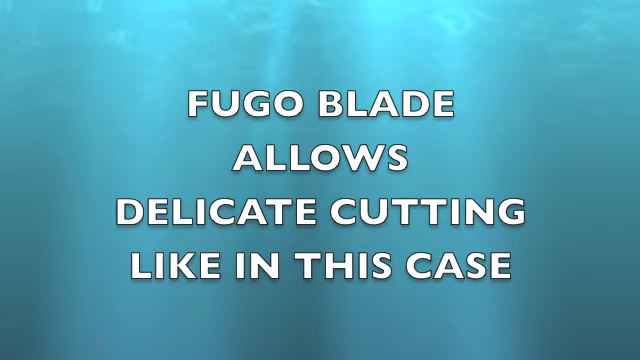 FUGO BLADE
ALLOWS
DELICATE CUTTING
LIKE IN THIS CASE